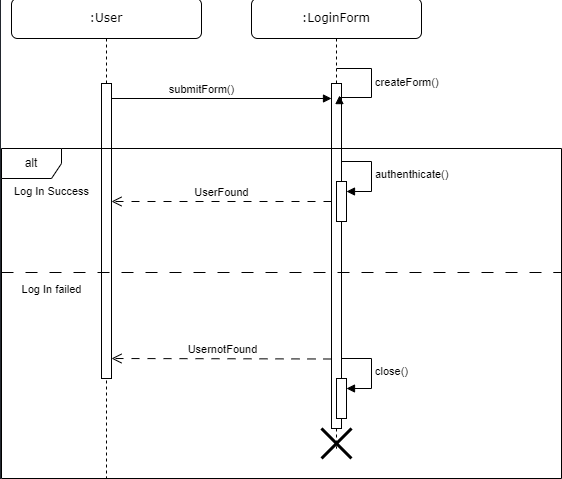 :User
:LoginForm
createForm()
submitForm()
alt
authenthicate()
Log In Success
UserFound
Log In failed
UsernotFound
close()